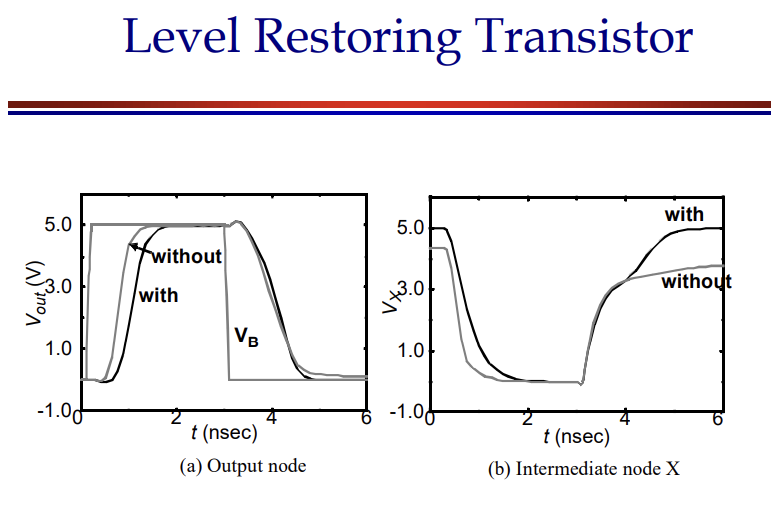 Level Restoring Transistor
5.0
3.0
1.0
-1.0
0
2
4
6
Vout (V)
without
with
VB
t (nsec)
(a) Output node
5.0
3.0
1.0
-1.0
0
2
4
6
VX
with
without
t (nsec)
(b) Intermediate node X